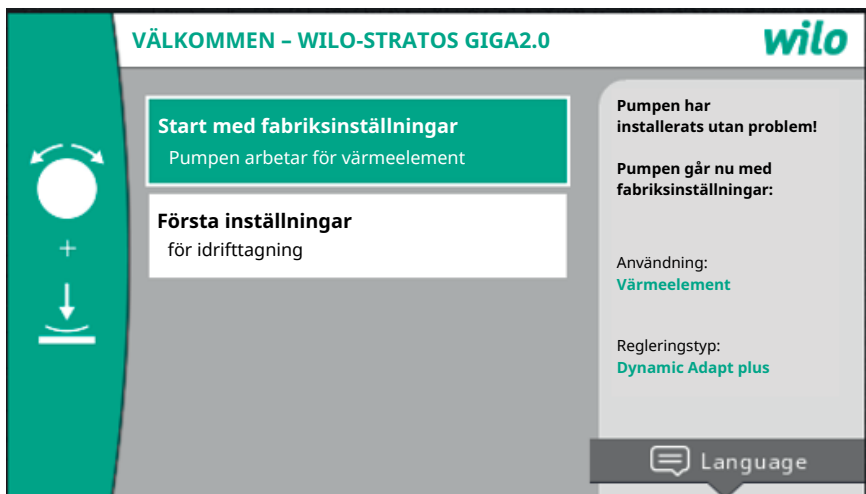 VÄLKOMMEN – WILO-STRATOS GIGA2.0
wilo
Start med fabriksinställningar
Pumpen arbetar för värmeelement
Första inställningar
för idrifttagning
+
Pumpen har
installerats utan problem!
Pumpen går nu med
fabriksinställningar:
Användning:
Värmeelement
Regleringstyp:
Dynamic Adapt plus
Language